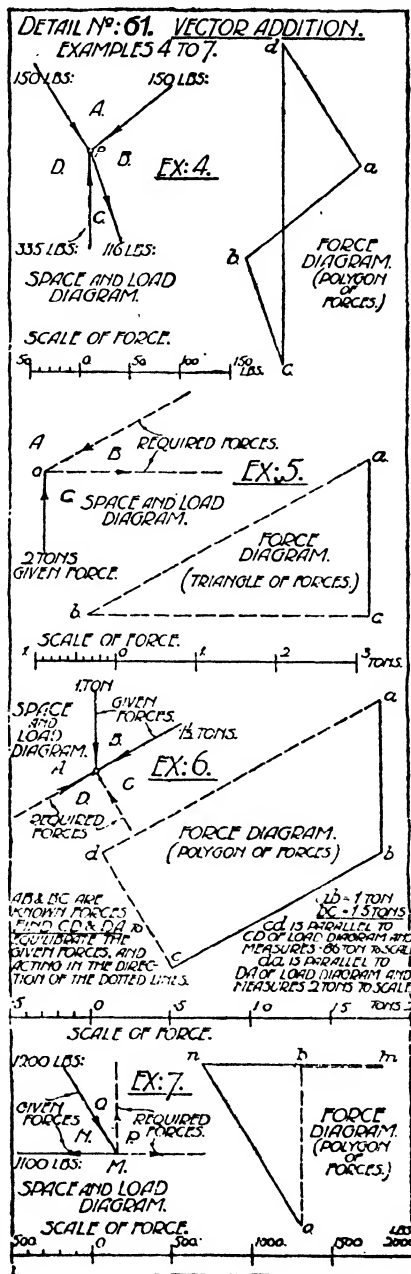 DETAIL Nº: 61. VECTOR ADDITION.
EXAMPLES 4 TO 7.
150 LBS:
150 LBS:
A.
P
D.
B.
EX: 4.
C.
335 LBS:
116 LBS:
SPACE AND LOAD
DIAGRAM.
d
a
b.
c.
FORCE
DIAGRAM.
(POLYGON
OF
FORCES.)
SCALE OF FORCE.
50
0
50
100
150
LBS.
A
B
a
REQUIRED FORCES.
EX: 5.
C.
SPACE AND LOAD
DIAGRAM.
2 TONS
GIVEN FORCE.
a
FORCE
DIAGRAM.
(TRIANGLE OF FORCES.)
b.
c
SCALE OF FORCE.
1
0
1
2
3
TONS.
1 TON
SPACE
AND
LOAD
DIAGRAM.
GIVEN
FORCES.
1½ TONS.
B.
A
EX: 6.
D.
C
REQUIRED
FORCES
a
d
FORCE DIAGRAM.
(POLYGON OF FORCES)
b
c
AB & BC ARE
KNOWN FORCES
FIND CD & DA TO
EQUILIBRATE THE
GIVEN FORCES, AND
ACTING IN THE DIREC-
TION OF THE DOTTED LINES.
= 1 TON
BC = 1.5 TONS
Cd IS PARALLEL TO
CD OF LOAD DIAGRAM AND
MEASURES .86 TON TO SCALE
da IS PARALLEL TO
DA OF LOAD DIAGRAM AND
MEASURES 2 TONS TO SCALE
0
.5
1.0
1.5
TONS.
SCALE OF FORCE.
1200 LBS:
EX: 7.
GIVEN
FORCES
REQUIRED
FORCES.
P
1100 LBS:
M.
SPACE AND LOAD
DIAGRAM.
n
m
FORCE
DIAGRAM.
(POLYGON
OF
FORCES.)
SCALE OF FORCE.
500
0
500
1000
1500
2000
LBS